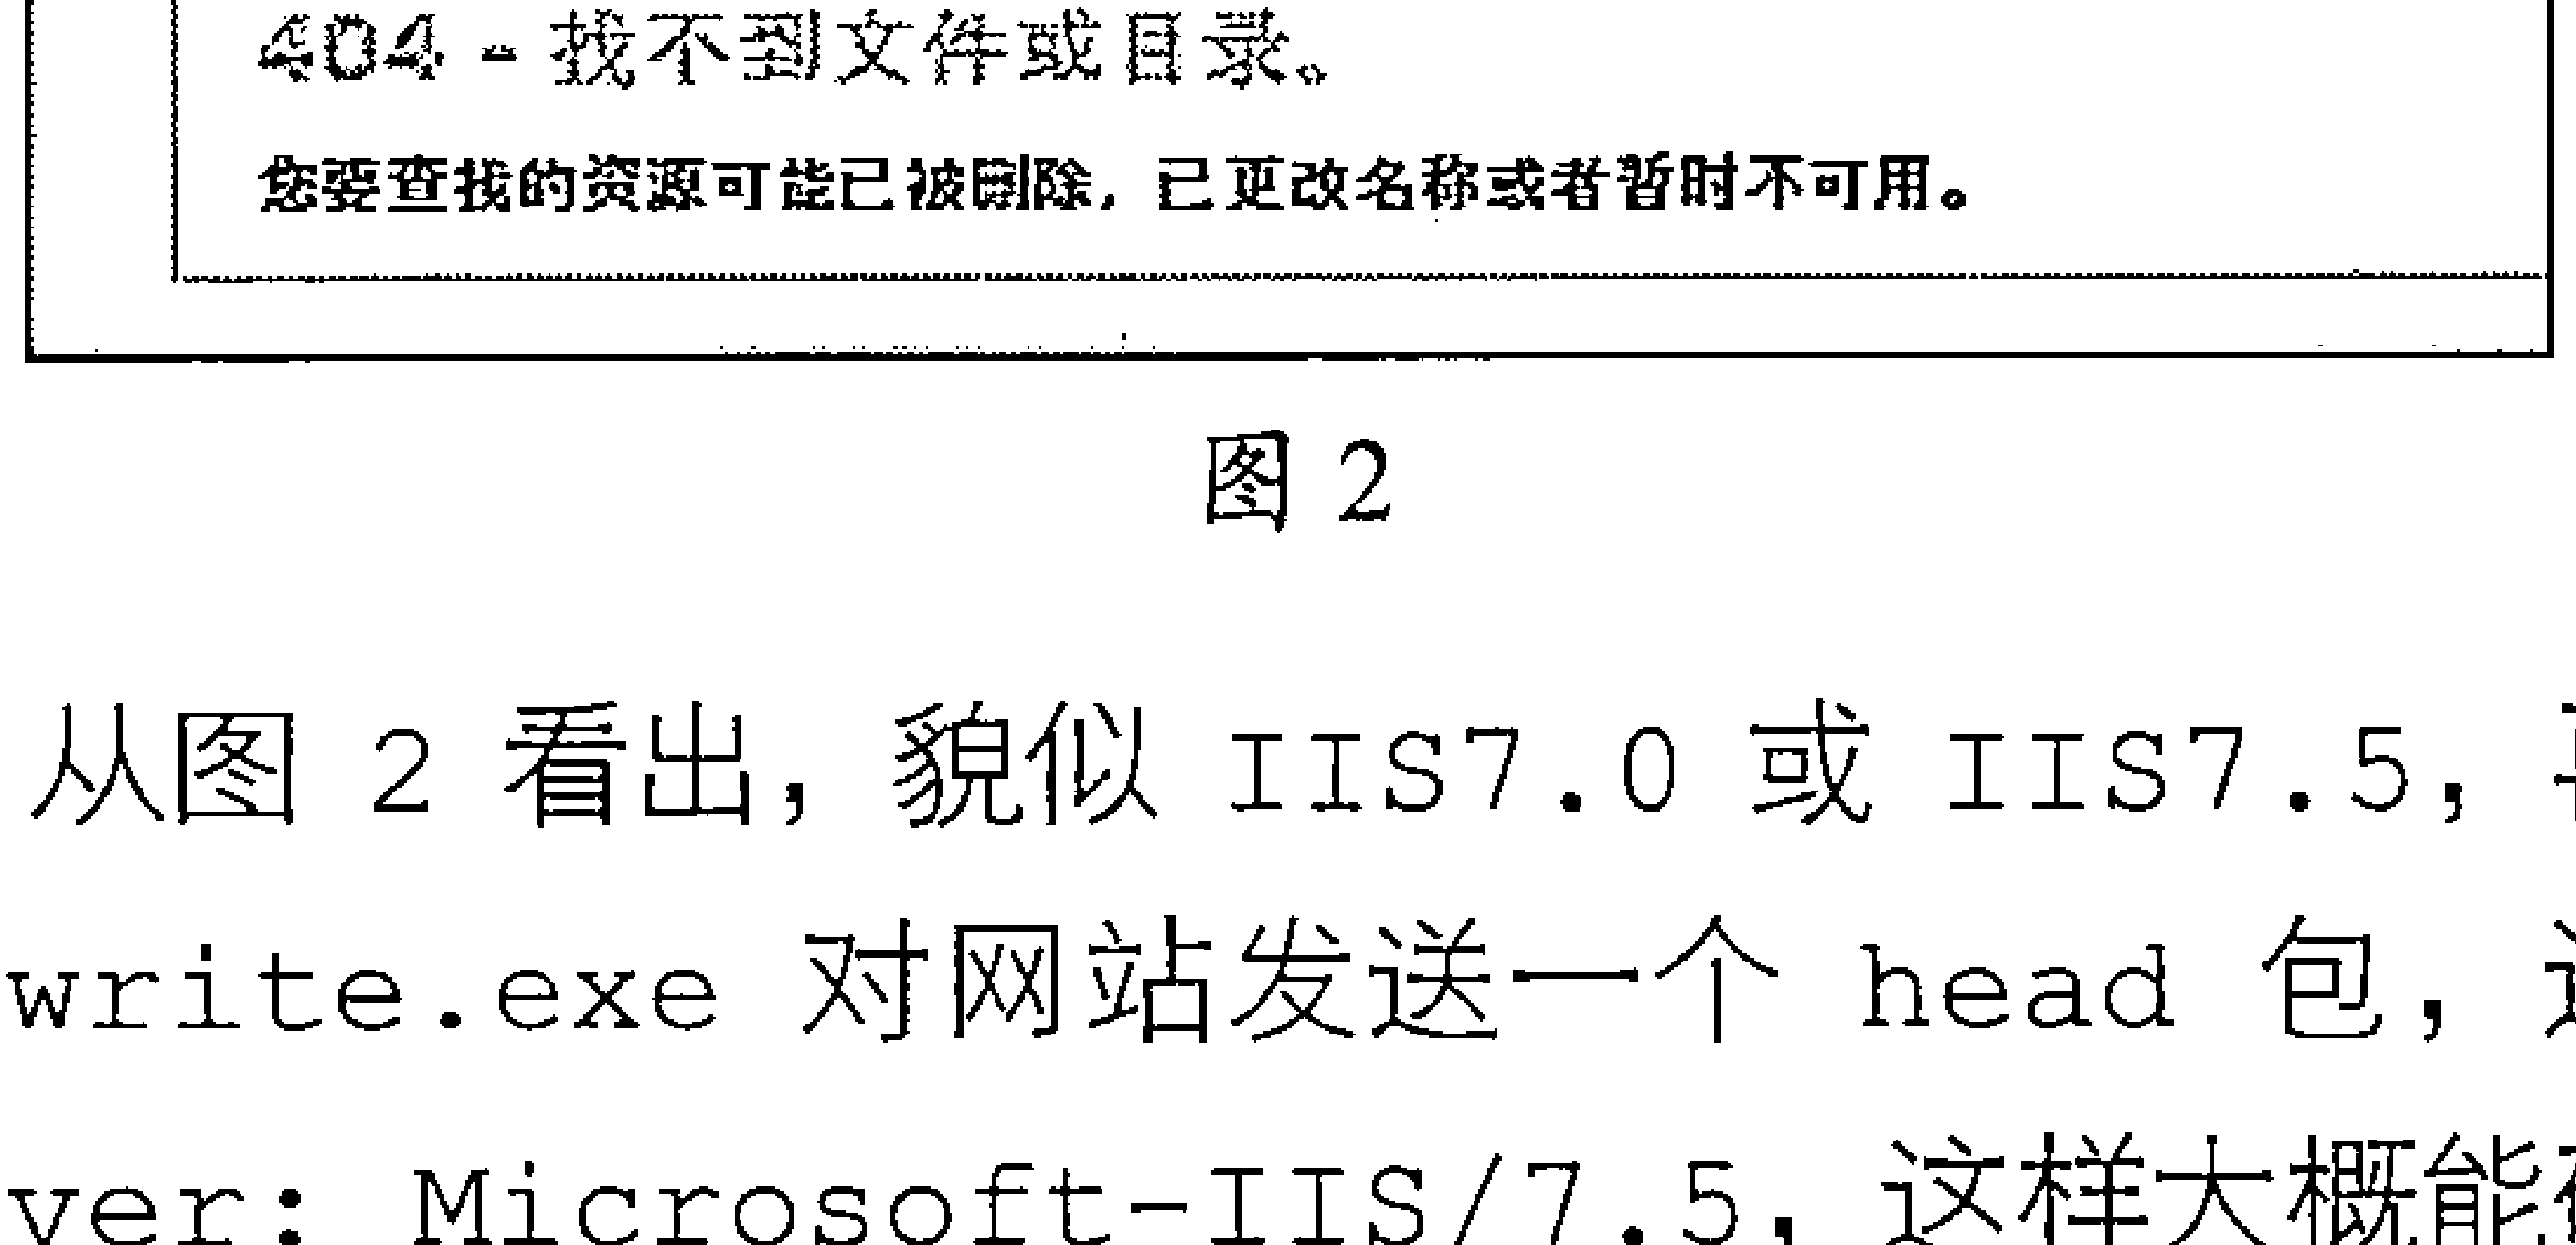 404 - 找不到文件或目录。
您要查找的资源可能已被删除，已更改名称或者暂时不可用。
图 2
从图 2 看出，貌似 IIS7.0 或 IIS7.5，
write.exe 对网站发送一个 head 包，
ver: Microsoft-IIS/7.5，这样大概能